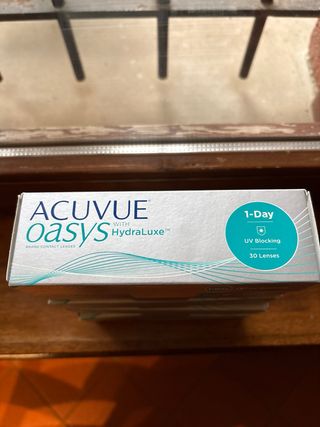 ACUVUE
oasys WITH HydraLuxe™
BRAND CONTACT LENSES
1-Day
UV Blocking
30 Lenses